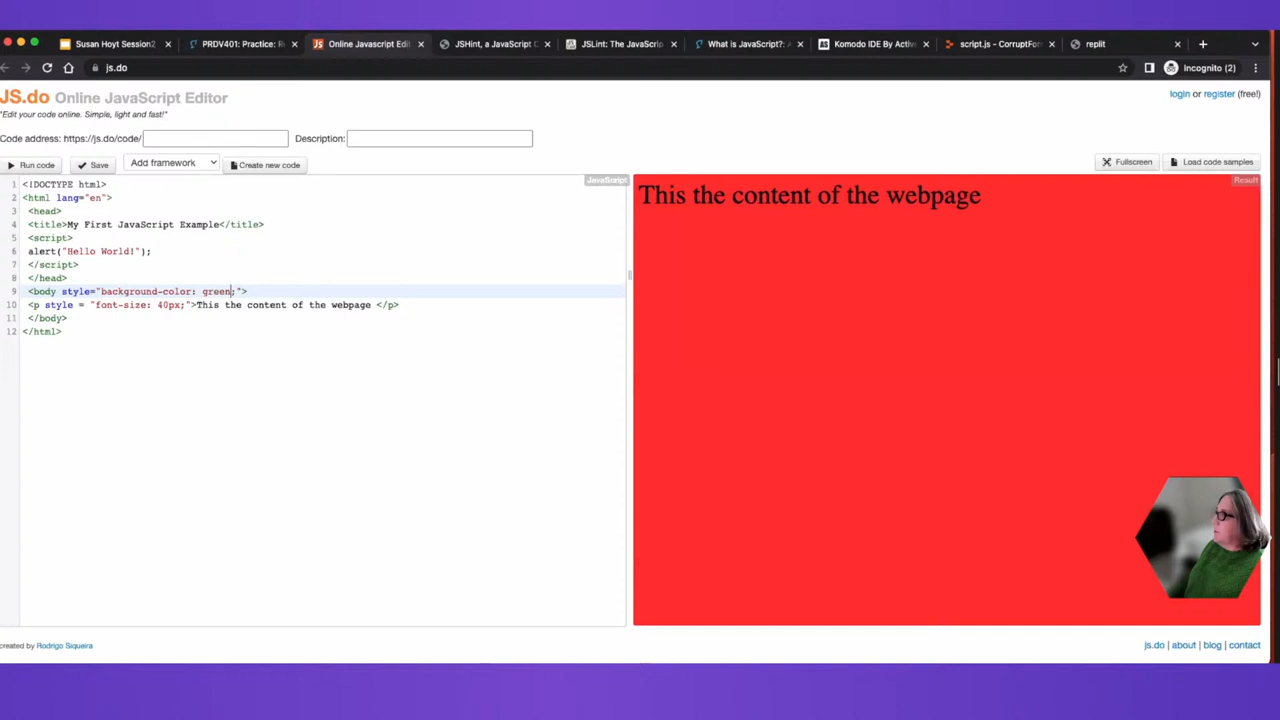 Susan Hoyt Session2
PRDV401: Practice: R
Online Javascript Edit
JSHint, a JavaScript C
JSLint: The JavaScrip
What is JavaScript?: A
Komodo IDE By Active
script.js - CorruptFor
replit
js.do
Incognito (2)
JS.do Online JavaScript Editor
"Edit your code online. Simple, light and fast!"
login or register (free!)
Code address: https://js.do/code/ Description:
Run code Save Add framework Create new code Fullscreen Load code samples
JavaScript
Result
1 <!DOCTYPE html>
2 <html lang="en">
3 <head>
4 <title>My First JavaScript Example</title>
5 <script>
6 alert("Hello World!");
7 </script>
8 </head>
9 <body style="background-color: green;">
10 <p style = "font-size: 40px;">This the content of the webpage </p>
11 </body>
12 </html>
This the content of the webpage
created by Rodrigo Siqueira
js.do | about | blog | contact